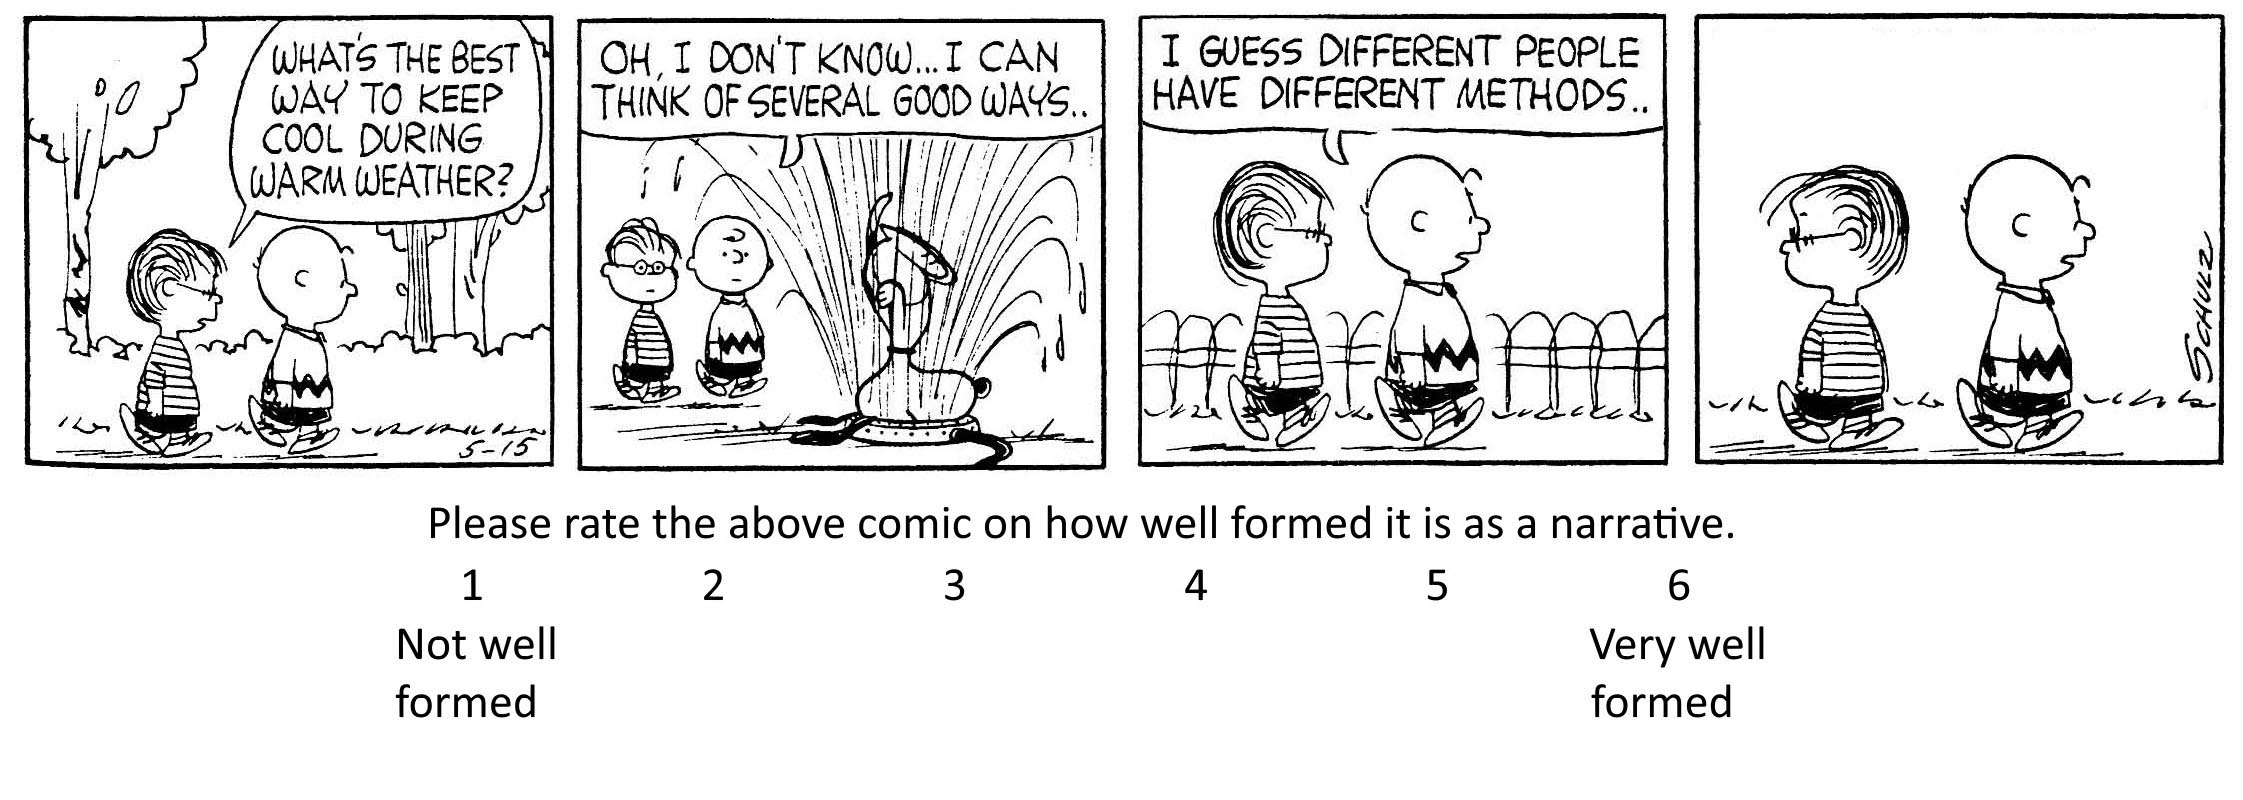 WHAT'S THE BEST
WAY TO KEEP
COOL DURING
WARM WEATHER?
5-15
OH, I DON'T KNOW...I CAN
THINK OF SEVERAL GOOD WAYS..
I GUESS DIFFERENT PEOPLE
HAVE DIFFERENT METHODS..
SCHULZ
Please rate the above comic on how well formed it is as a narrative.
1 2 3 4 5 6
Not well Very well
formed formed